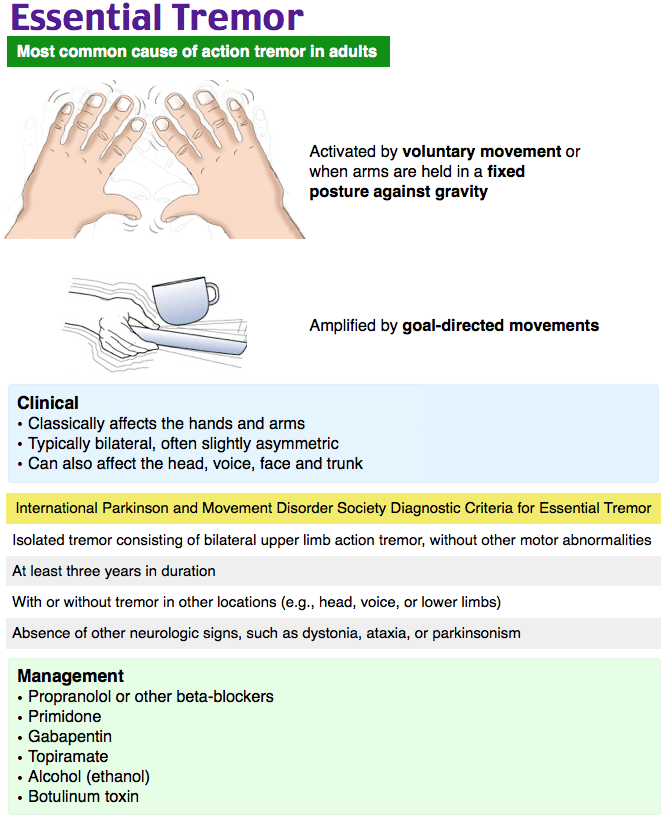 Essential Tremor
Most common cause of action tremor in adults
Activated by voluntary movement or
when arms are held in a fixed
posture against gravity
Amplified by goal-directed movements
Clinical
• Classically affects the hands and arms
• Typically bilateral, often slightly asymmetric
• Can also affect the head, voice, face and trunk
International Parkinson and Movement Disorder Society Diagnostic Criteria for Essential Tremor
Isolated tremor consisting of bilateral upper limb action tremor, without other motor abnormalities
At least three years in duration
With or without tremor in other locations (e.g., head, voice, or lower limbs)
Absence of other neurologic signs, such as dystonia, ataxia, or parkinsonism
Management
• Propranolol or other beta-blockers
• Primidone
• Gabapentin
• Topiramate
• Alcohol (ethanol)
• Botulinum toxin